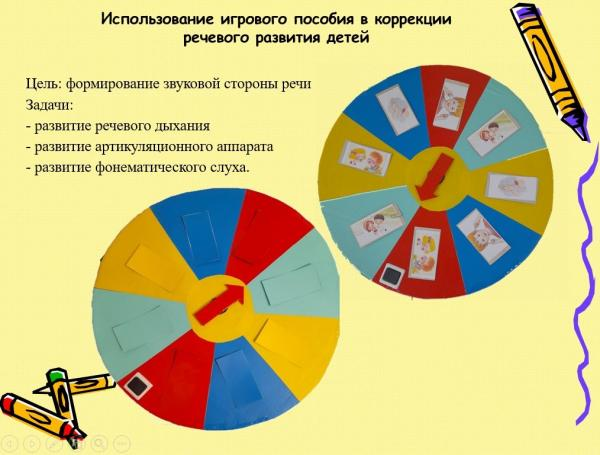 Использование игрового пособия в коррекции
речевого развития детей
Цель: формирование звуковой стороны речи
Задачи:
- развитие речевого дыхания
- развитие артикуляционного аппарата
- развитие фонематического слуха.